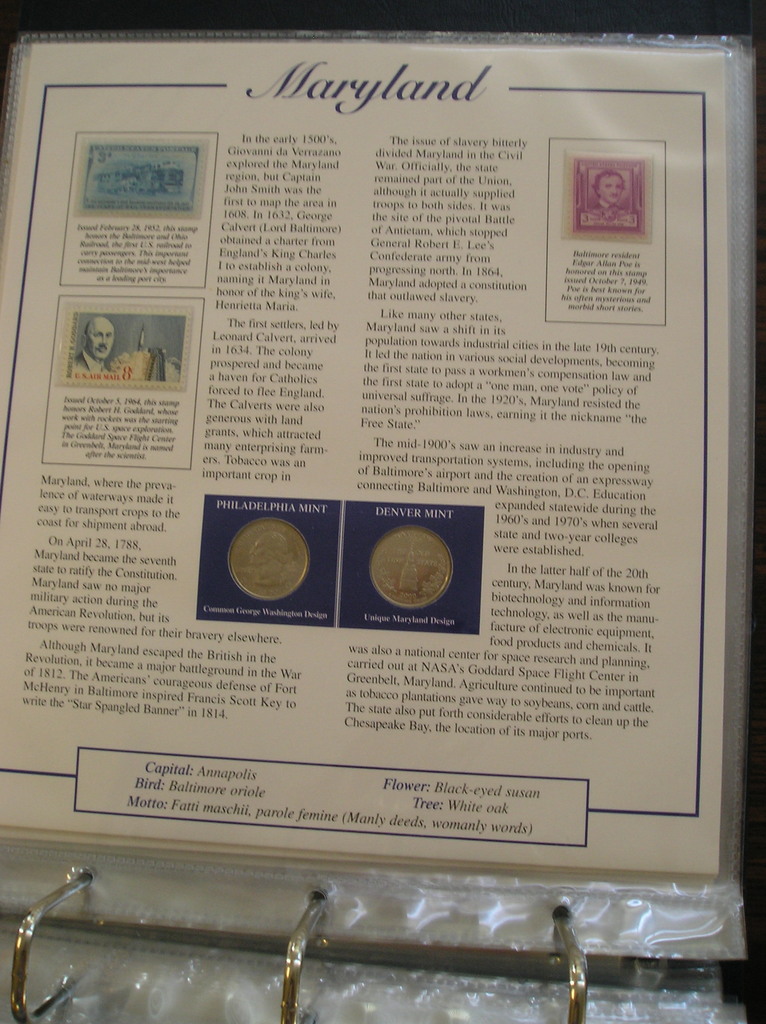 Maryland
UNITED STATES POSTAGE
3¢
Issued February 28, 1952, this stamp
honors the Baltimore and Ohio
Railroad, the first U.S. railroad to
carry passengers. This important
connection to the mid-west helped
maintain Baltimore's importance
as a leading port city.
ROBERT H. GODDARD
U.S. AIR MAIL 8¢
Issued October 5, 1964, this stamp
honors Robert H. Goddard, whose
work with rockets was the starting
point for U.S. space exploration.
The Goddard Space Flight Center
in Greenbelt, Maryland is named
after the scientist.
In the early 1500's,
Giovanni da Verrazano
explored the Maryland
region, but Captain
John Smith was the
first to map the area in
1608. In 1632, George
Calvert (Lord Baltimore)
obtained a charter from
England's King Charles
I to establish a colony,
naming it Maryland in
honor of the king's wife,
Henrietta Maria.
The first settlers, led by
Leonard Calvert, arrived
in 1634. The colony
prospered and became
a haven for Catholics
forced to flee England.
The Calverts were also
generous with land
grants, which attracted
many enterprising farm-
ers. Tobacco was an
important crop in
Maryland, where the preva-
lence of waterways made it
easy to transport crops to the
coast for shipment abroad.
On April 28, 1788,
Maryland became the seventh
state to ratify the Constitution.
Maryland saw no major
military action during the
American Revolution, but its
troops were renowned for their bravery elsewhere.
Although Maryland escaped the British in the
Revolution, it became a major battleground in the War
of 1812. The Americans' courageous defense of Fort
McHenry in Baltimore inspired Francis Scott Key to
write the "Star Spangled Banner" in 1814.
PHILADELPHIA MINT
Common George Washington Design
DENVER MINT
Unique Maryland Design
The issue of slavery bitterly
divided Maryland in the Civil
War. Officially, the state
remained part of the Union,
although it actually supplied
troops to both sides. It was
the site of the pivotal Battle
of Antietam, which stopped
General Robert E. Lee's
Confederate army from
progressing north. In 1864,
Maryland adopted a constitution
that outlawed slavery.
Baltimore resident
Edgar Allan Poe is
honored on this stamp
issued October 7, 1949.
Poe is best known for
his often mysterious and
morbid short stories.
Like many other states,
Maryland saw a shift in its
population towards industrial cities in the late 19th century.
It led the nation in various social developments, becoming
the first state to pass a workmen's compensation law and
the first state to adopt a "one man, one vote" policy of
universal suffrage. In the 1920's, Maryland resisted the
nation's prohibition laws, earning it the nickname "the
Free State."
The mid-1900's saw an increase in industry and
improved transportation systems, including the opening
of Baltimore's airport and the creation of an expressway
connecting Baltimore and Washington, D.C. Education
expanded statewide during the
1960's and 1970's when several
state and two-year colleges
were established.
In the latter half of the 20th
century, Maryland was known for
biotechnology and information
technology, as well as the manu-
facture of electronic equipment,
food products and chemicals. It
was also a national center for space research and planning,
carried out at NASA's Goddard Space Flight Center in
Greenbelt, Maryland. Agriculture continued to be important
as tobacco plantations gave way to soybeans, corn and cattle.
The state also put forth considerable efforts to clean up the
Chesapeake Bay, the location of its major ports.
Capital: Annapolis
Bird: Baltimore oriole
Flower: Black-eyed susan
Tree: White oak
Motto: Fatti maschii, parole femine (Manly deeds, womanly words)